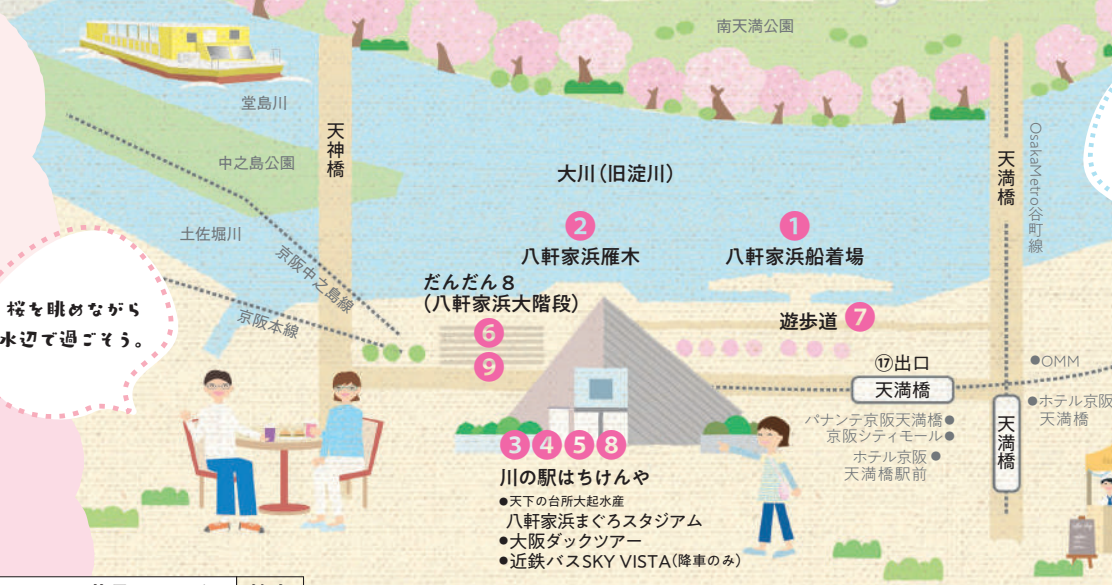 南天満公園
堂島川
天神橋
中之島公園
天満橋
OsakaMetro谷町線
大川（旧淀川）
土佐堀川
❷
八軒家浜雁木
❶
八軒家浜船着場
京阪中之島線
だんだん８
（八軒家浜大階段）
桜を眺めながら
水辺で過ごそう。
京阪本線
❻
❾
遊歩道 ❼
⑰出口
天満橋
●OMM
●ホテル京阪
天満橋
パナンテ京阪天満橋●
京阪シティモール●
ホテル京阪●
天満橋駅前
天満橋
❸❹❺❽
川の駅はちけんや
●天下の台所大起水産
八軒家浜まぐろスタジアム
●大阪ダックツアー
●近鉄バスSKY VISTA(降車のみ)